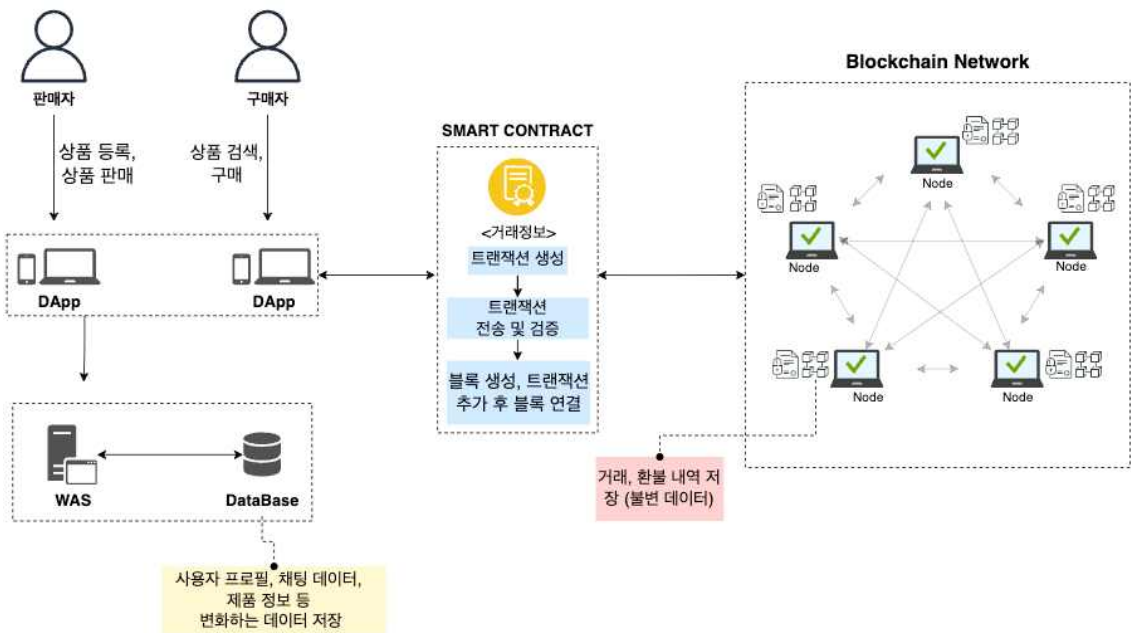 판매자
구매자
상품 등록,
상품 판매
상품 검색,
구매
DApp
DApp
WAS
DataBase
사용자 프로필, 채팅 데이터,
제품 정보 등
변화하는 데이터 저장
SMART CONTRACT
<거래정보>
트랜잭션 생성
트랜잭션
전송 및 검증
블록 생성, 트랜잭션
추가 후 블록 연결
Blockchain Network
Node
Node
Node
Node
Node
거래, 환불 내역 저
장 (불변 데이터)